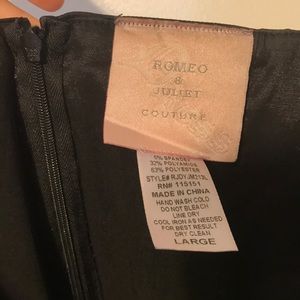 ROMEO
&
JULIET
COUTURE
5% SPANDEX
32% POLYAMIDE
63% POLYESTER
RN# 115151
MADE IN CHINA
HAND WASH COLD
DO NOT BLEACH
LINE DRY
COOL IRON AS NEEDED
FOR BEST RESULT
DRY CLEAN
LARGE